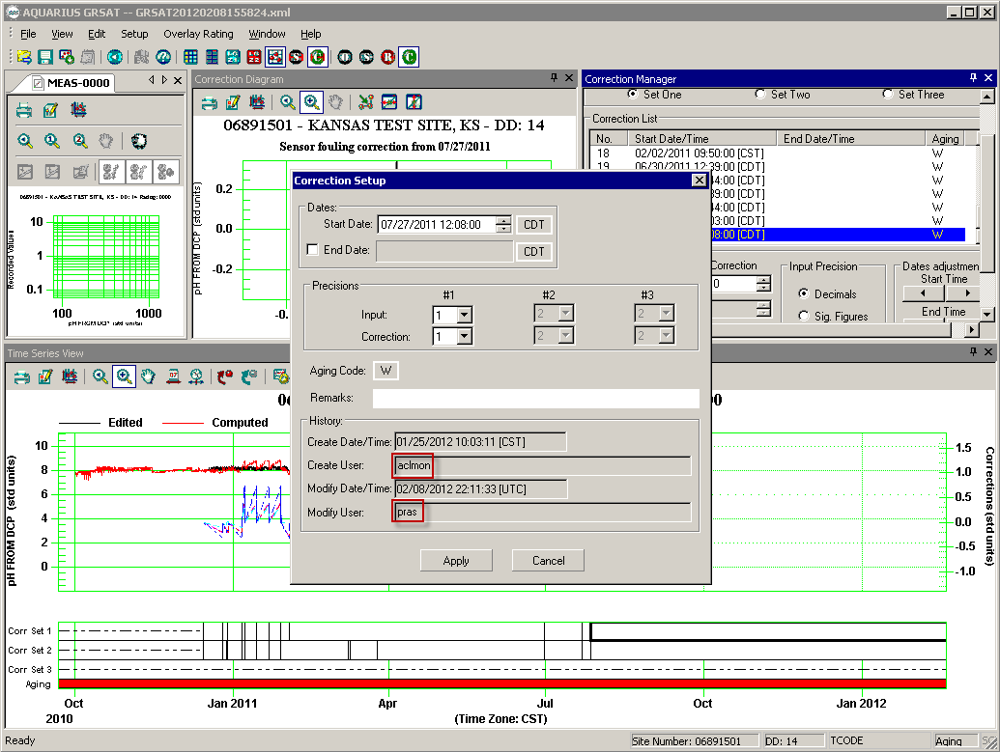 AQUARIUS GRSAT -- GRSAT20120208155824.xml
File View Edit Setup Overlay Rating Window Help
MEAS-0000
06891501 - KANSAS TEST SITE, KS - DD: 14 Rating: 0000
Recorded Values
10
1
0.1
100 1000
pH FROM DCP (std units)
Correction Diagram
06891501 - KANSAS TEST SITE, KS - DD: 14
Sensor fouling correction from 07/27/2011
pH FROM DCP (std units)
0.2
0.0
-0.2
-0.
Correction Manager
Set One Set Two Set Three
Correction List
No. Start Date/Time End Date/Time Aging
18 02/02/2011 09:50:00 [CST] W
19 06/30/2011 12:39:00 [CDT] W
44:00 [CDT] W
39:00 [CDT] W
44:00 [CDT] W
03:00 [CDT] W
08:00 [CDT] W
Correction
0
Input Precision
Decimals
Sig. Figures
Dates adjustmen
Start Time
End Time
Correction Setup
Dates:
Start Date: 07/27/2011 12:08:00 CDT
End Date: CDT
Precisions
#1 #2 #3
Input: 1 2 2
Correction: 1 2 2
Aging Code: W
Remarks:
History:
Create Date/Time: 01/25/2012 10:03:11 [CST]
Create User: aclmon
Modify Date/Time: 02/08/2012 22:11:33 [UTC]
Modify User: pras
Apply Cancel
Time Series View
Edited Computed
pH FROM DCP (std units)
10
8
6
4
2
0
1.5
1.0
0.5
0.0
-0.5
-1.0
Corrections (std units)
Corr Set 1
Corr Set 2
Corr Set 3
Aging
Oct Jan 2011 Apr Jul Oct Jan 2012
2010 (Time Zone: CST)
Ready Site Number: 06891501 DD: 14 TCODE Aging